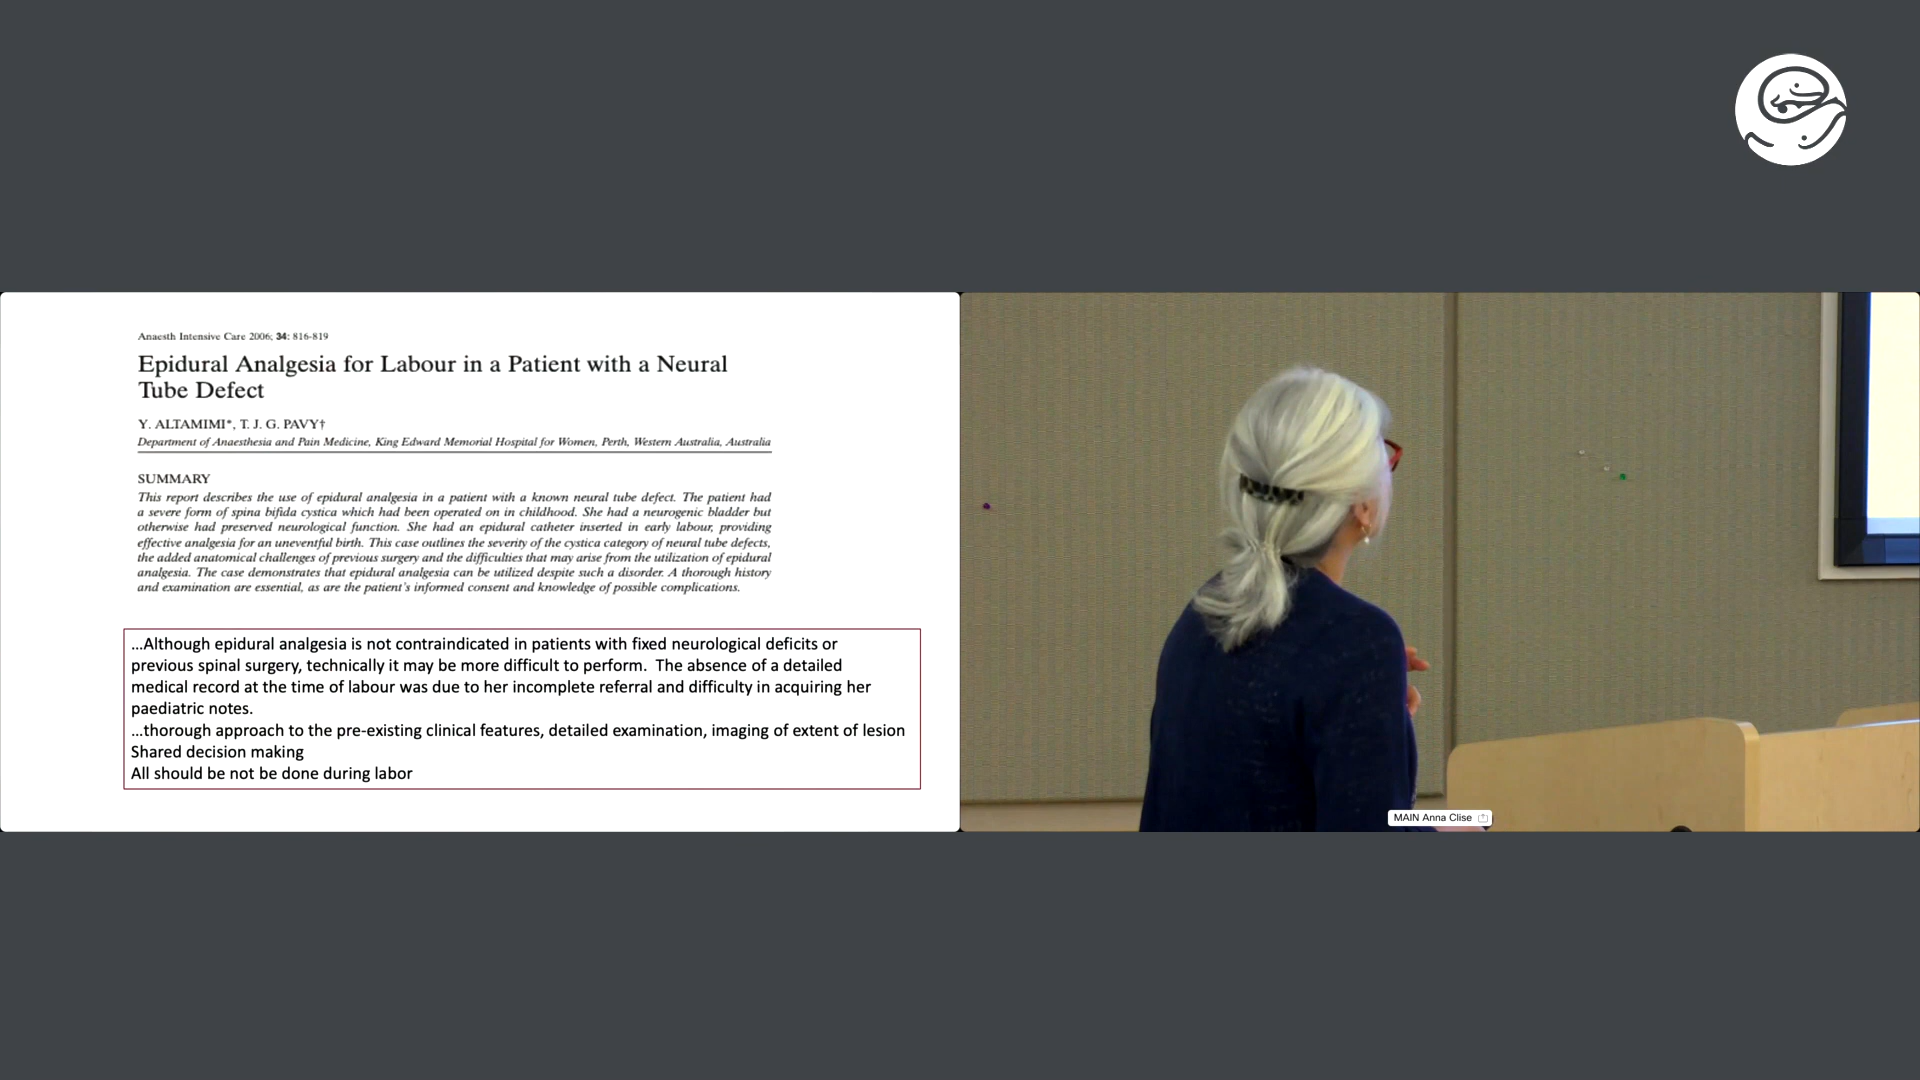 Anaesth Intensive Care 2006; 34: 816-819
Epidural Analgesia for Labour in a Patient with a Neural
Tube Defect
Y. ALTAMIMI*, T. J. G. PAVY†
Department of Anaesthesia and Pain Medicine, King Edward Memorial Hospital for Women, Perth, Western Australia, Australia
SUMMARY
This report describes the use of epidural analgesia in a patient with a known neural tube defect. The patient had
a severe form of spina bifida cystica which had been operated on in childhood. She had a neurogenic bladder but
otherwise had preserved neurological function. She had an epidural catheter inserted in early labour, providing
effective analgesia for an uneventful birth. This case outlines the severity of the cystica category of neural tube defects,
the added anatomical challenges of previous surgery and the difficulties that may arise from the utilization of epidural
analgesia. The case demonstrates that epidural analgesia can be utilized despite such a disorder. A thorough history
and examination are essential, as are the patient's informed consent and knowledge of possible complications.
...Although epidural analgesia is not contraindicated in patients with fixed neurological deficits or
previous spinal surgery, technically it may be more difficult to perform.  The absence of a detailed
medical record at the time of labour was due to her incomplete referral and difficulty in acquiring her
paediatric notes.
...thorough approach to the pre-existing clinical features, detailed examination, imaging of extent of lesion
Shared decision making
All should be not be done during labor
MAIN Anna Clise